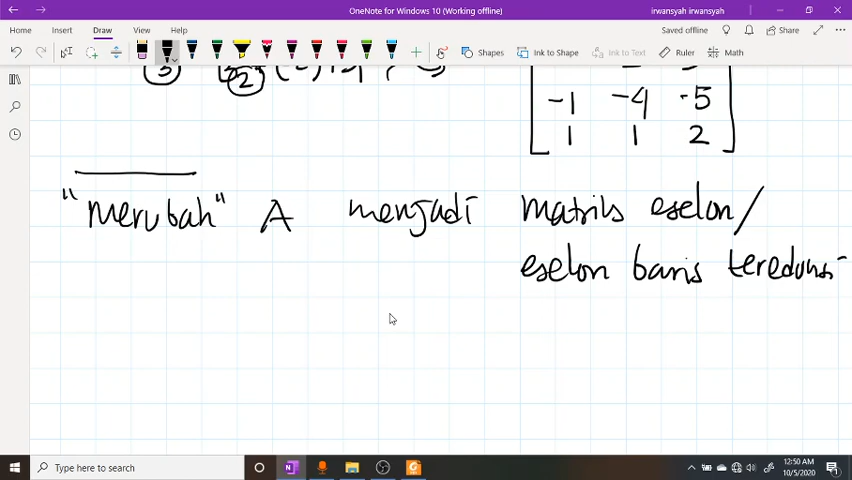 OneNote for Windows 10 (Working offline)
irwansyah irwansyah
Home Insert Draw View Help
Saved offline Share
Shapes Ink to Shape Ink to Text Ruler Math
-1 -4 -5
1 1 2
"merubah" A menjadi matriks eselon/
eselon baris tereduksi
Type here to search
12:50 AM
10/5/2020